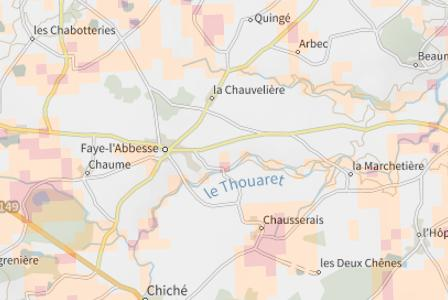 Quingé
les Chabotteries
Arbec
Beaum
la Chauvelière
Faye-l'Abbesse
Chaume
la Marchetière
le Thouaret
149
Chausserais
l'Hôp
grenière
les Deux Chênes
Chiché